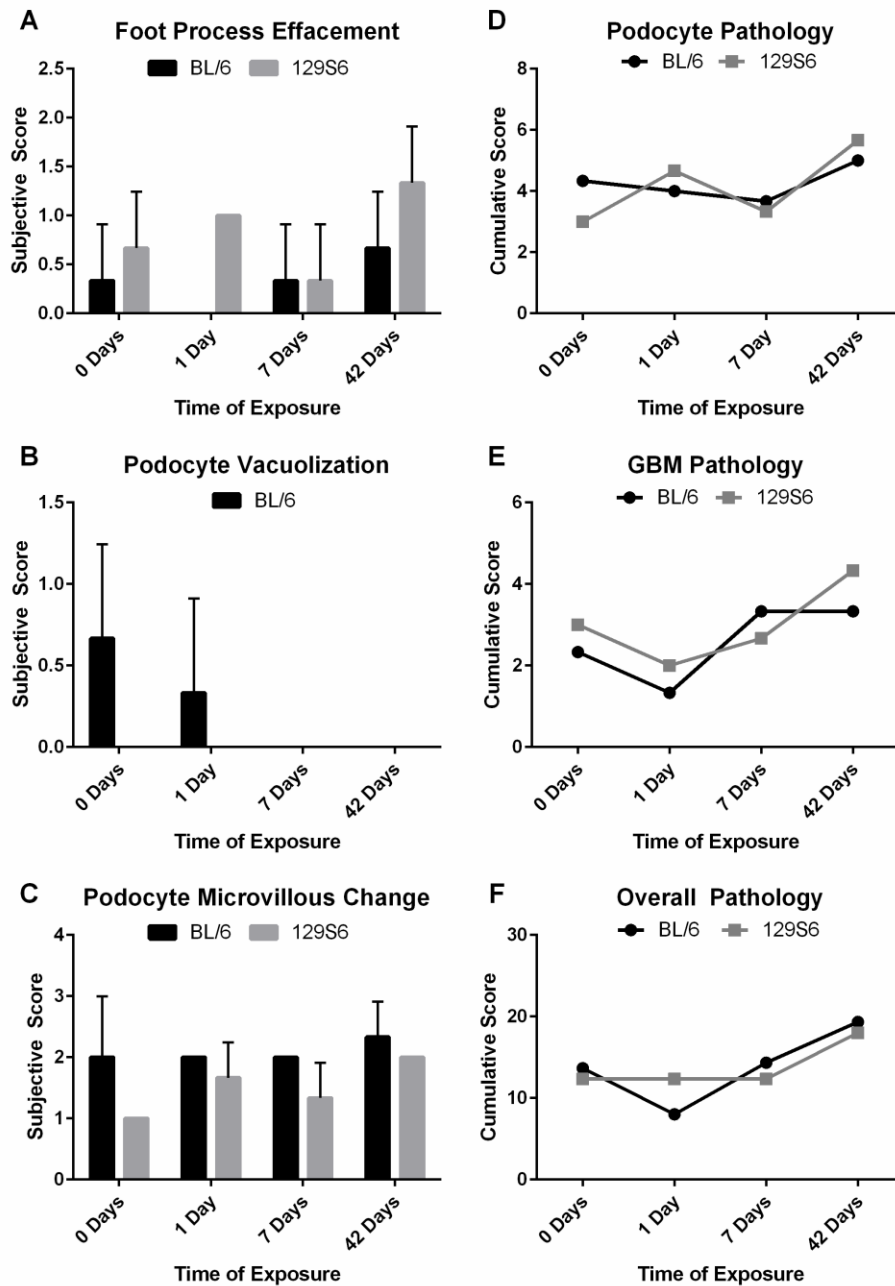 A
Foot Process Effacement
BL/6 129S6
Subjective Score
2.5
2.0
1.5
1.0
0.5
0.0
0 Days 1 Day 7 Days 42 Days
Time of Exposure
B
Podocyte Vacuolization
BL/6
Subjective Score
1.5
1.0
0.5
0.0
0 Days 1 Day 7 Days 42 Days
Time of Exposure
C
Podocyte Microvillous Change
BL/6 129S6
Subjective Score
4
3
2
1
0
0 Days 1 Day 7 Days 42 Days
Time of Exposure
D
Podocyte Pathology
BL/6 129S6
Cumulative Score
8
6
4
2
0
0 Days 1 Day 7 Day 42 Days
Time of Exposure
E
GBM Pathology
BL/6 129S6
Cumulative Score
6
4
2
0
0 Days 1 Day 7 Days 42 Days
Time of Exposure
F
Overall Pathology
BL/6 129S6
Cumulative Score
30
20
10
0
0 Days 1 Day 7 Days 42 Days
Time of Exposure